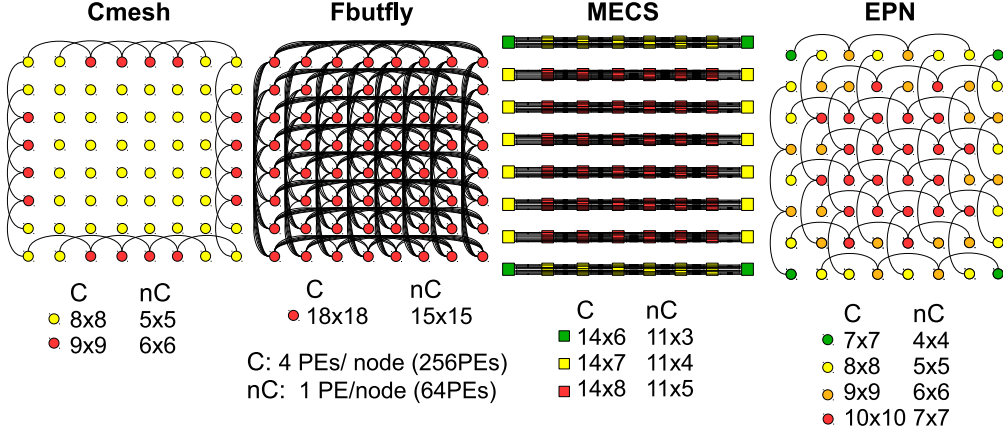 Cmesh
Fbutfly
MECS
EPN
C nC
8x8 5x5
9x9 6x6
C nC
18x18 15x15
C: 4 PEs/ node (256PEs)
nC: 1 PE/node (64PEs)
C nC
14x6 11x3
14x7 11x4
14x8 11x5
C nC
7x7 4x4
8x8 5x5
9x9 6x6
10x10 7x7